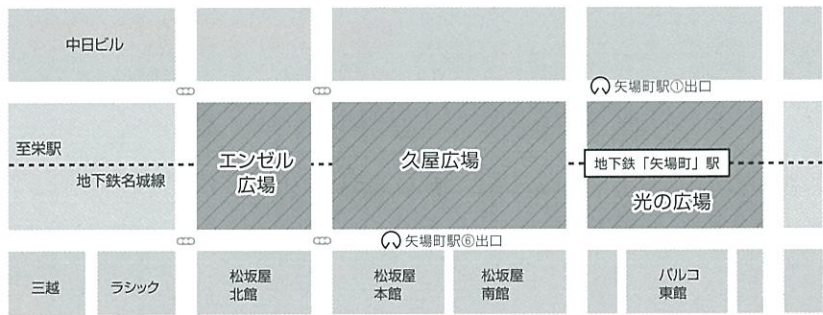 中日ビル
矢場町駅①出口
至栄駅
地下鉄名城線
エンゼル
広場
久屋広場
地下鉄「矢場町」駅
光の広場
矢場町駅⑥出口
三越
ラシック
松坂屋
北館
松坂屋
本館
松坂屋
南館
パルコ
東館